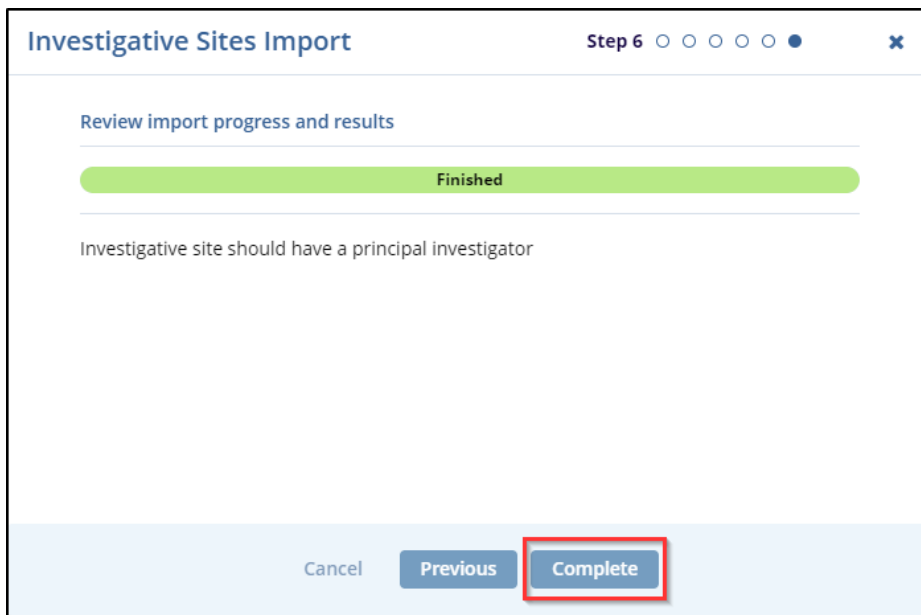 Investigative Sites Import
Step 6
Review import progress and results
Finished
Investigative site should have a principal investigator
Cancel
Previous
Complete